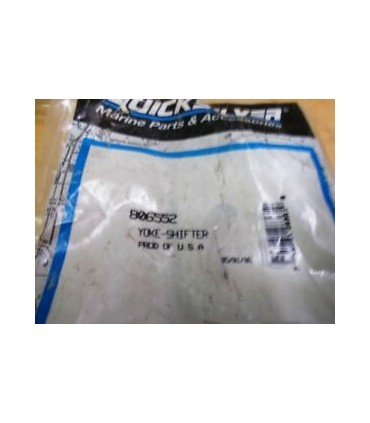 QUICKSILVER
Marine Parts & Accessories
806552
YOKE-SHIFTER
PROD OF U.S.A